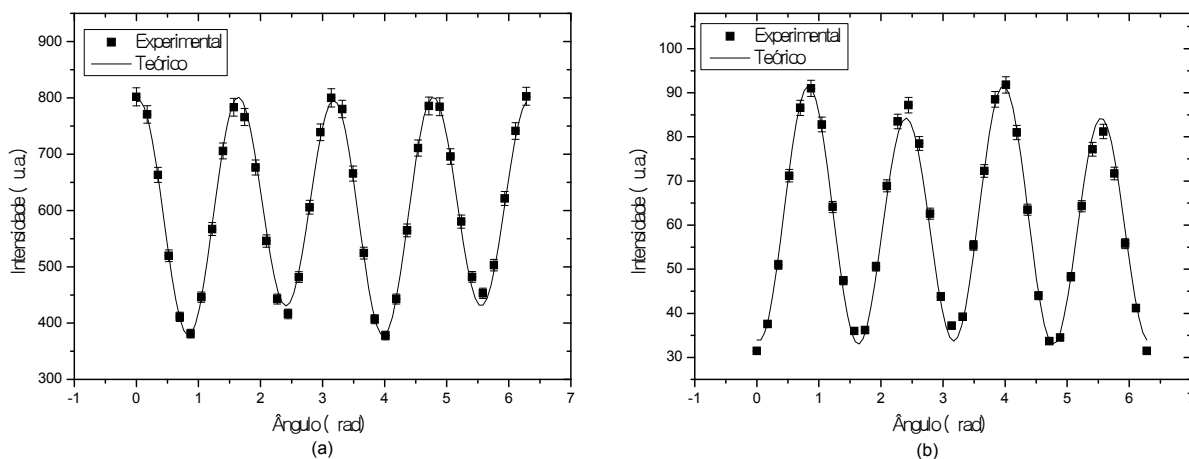 900
800
700
600
500
400
300
-1 0 1 2 3 4 5 6 7
Intensidade ( u.a.)
Ângulo ( rad)
Experimental
Teórico
(a)
100
90
80
70
60
50
40
30
-1 0 1 2 3 4 5 6
Intensidade ( u.a.)
Ângulo ( rad)
Experimental
Teórico
(b)